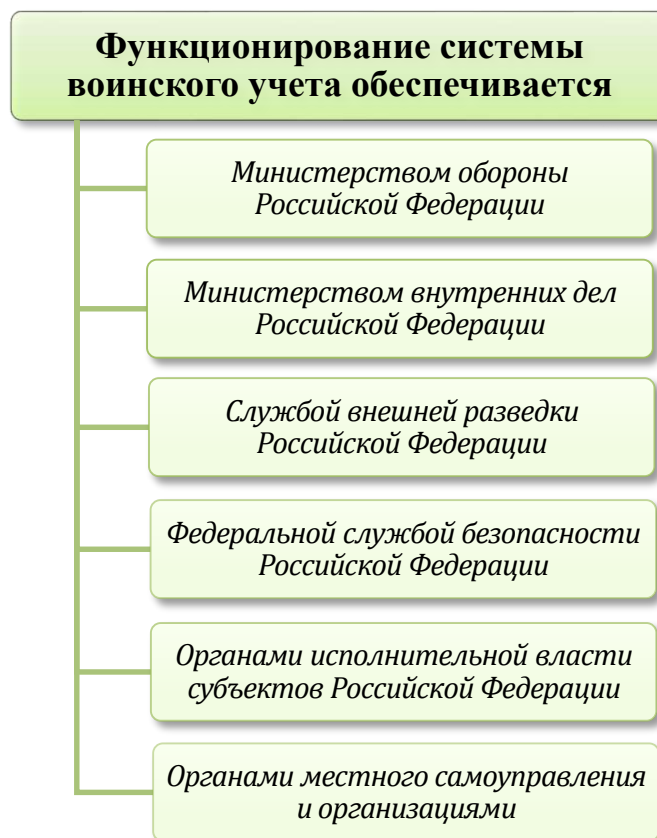 Функционирование системы
воинского учета обеспечивается
Министерством обороны
Российской Федерации
Министерством внутренних дел
Российской Федерации
Службой внешней разведки
Российской Федерации
Федеральной службой безопасности
Российской Федерации
Органами исполнительной власти
субъектов Российской Федерации
Органами местного самоуправления
и организациями